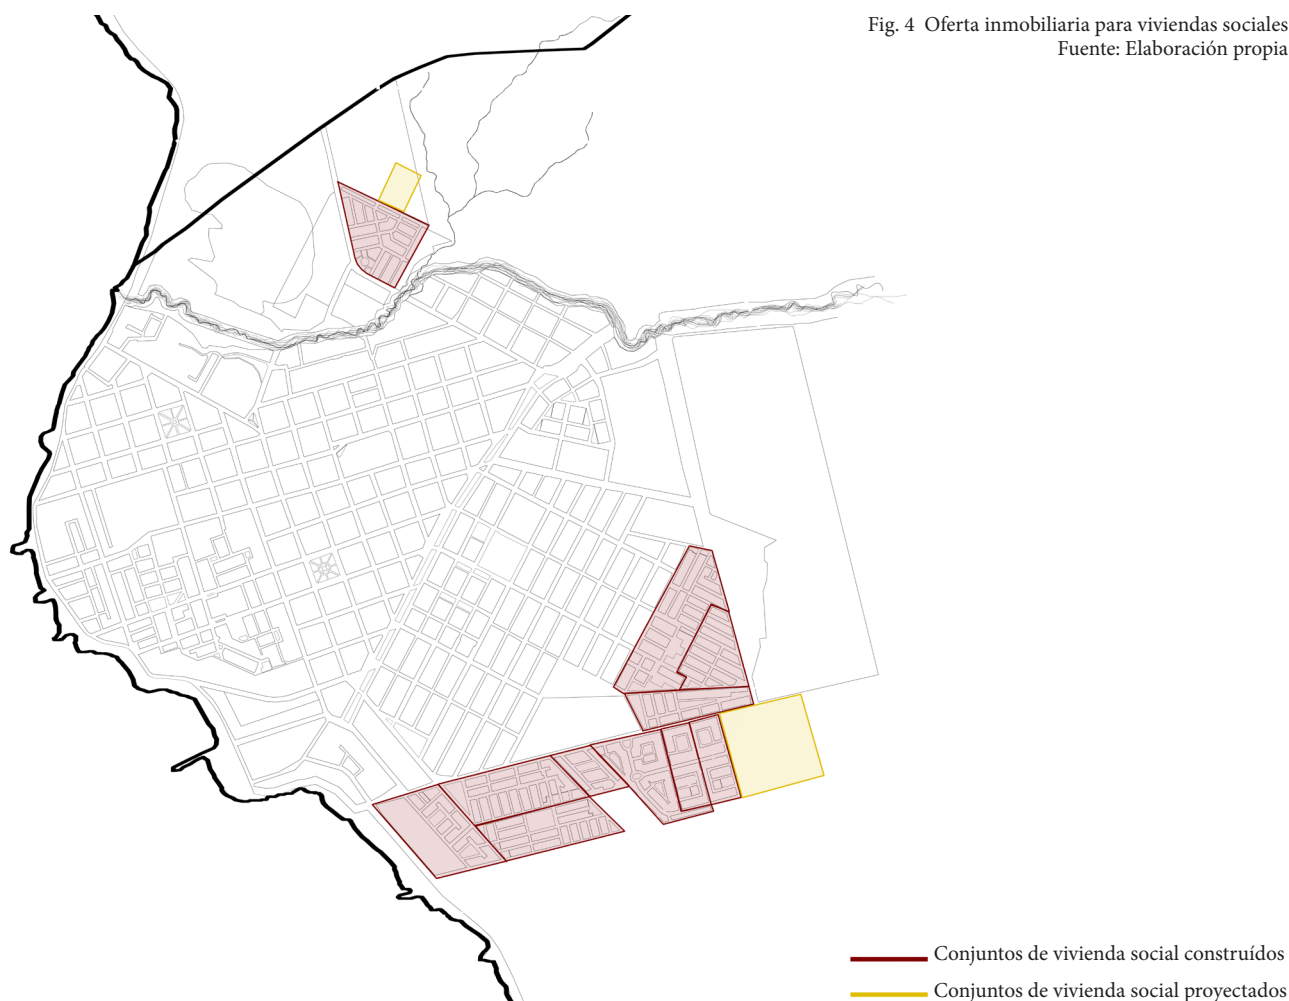 Fig. 4 Oferta inmobiliaria para viviendas sociales
Fuente: Elaboración propia
Conjuntos de vivienda social construídos
Conjuntos de vivienda social proyectados